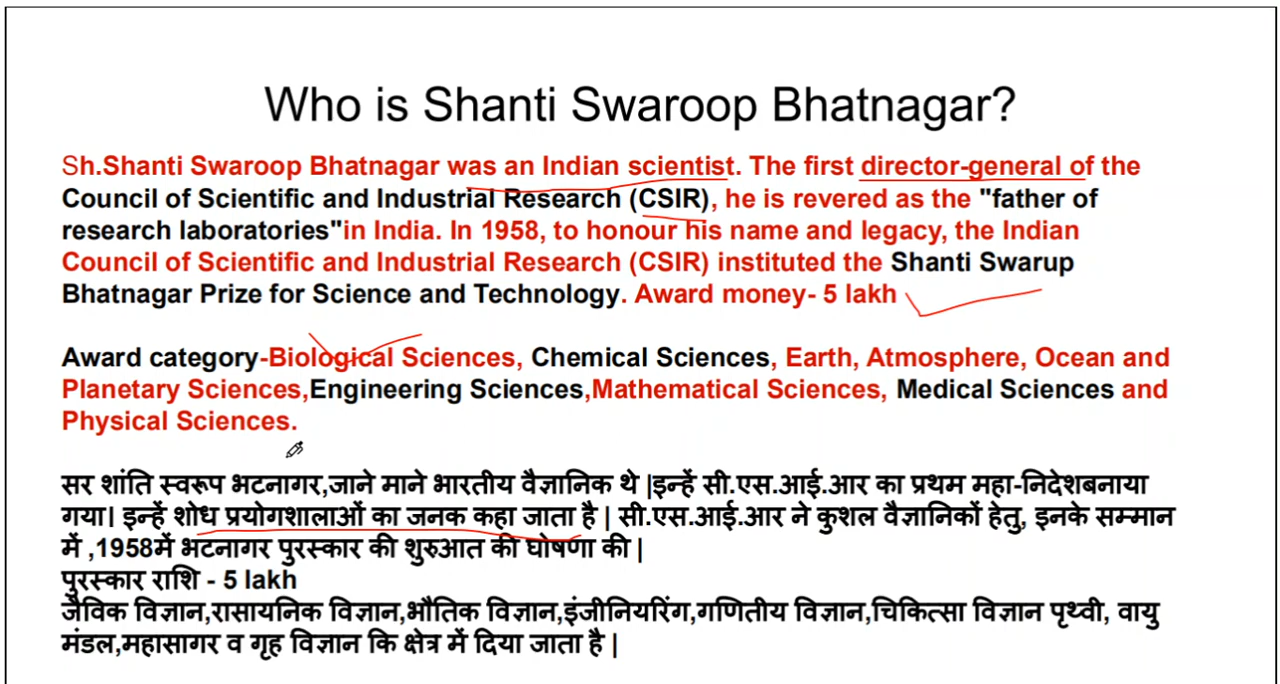 Who is Shanti Swaroop Bhatnagar?
Sh.Shanti Swaroop Bhatnagar was an Indian scientist. The first director-general of the
Council of Scientific and Industrial Research (CSIR), he is revered as the "father of
research laboratories"in India. In 1958, to honour his name and legacy, the Indian
Council of Scientific and Industrial Research (CSIR) instituted the Shanti Swarup
Bhatnagar Prize for Science and Technology. Award money- 5 lakh
Award category-Biological Sciences, Chemical Sciences, Earth, Atmosphere, Ocean and
Planetary Sciences,Engineering Sciences,Mathematical Sciences, Medical Sciences and
Physical Sciences.
सर शांति स्वरूप भटनागर,जाने माने भारतीय वैज्ञानिक थे |इन्हें सी.एस.आई.आर का प्रथम महा-निदेशबनाया
गया। इन्हें शोध प्रयोगशालाओं का जनक कहा जाता है | सी.एस.आई.आर ने कुशल वैज्ञानिकों हेतु, इनके सम्मान
में ,1958में भटनागर पुरस्कार की शुरुआत की घोषणा की |
पुरस्कार राशि - 5 lakh
जैविक विज्ञान,रासायनिक विज्ञान,भौतिक विज्ञान,इंजीनियरिंग,गणितीय विज्ञान,चिकित्सा विज्ञान पृथ्वी, वायु
मंडल,महासागर व गृह विज्ञान कि क्षेत्र में दिया जाता है |